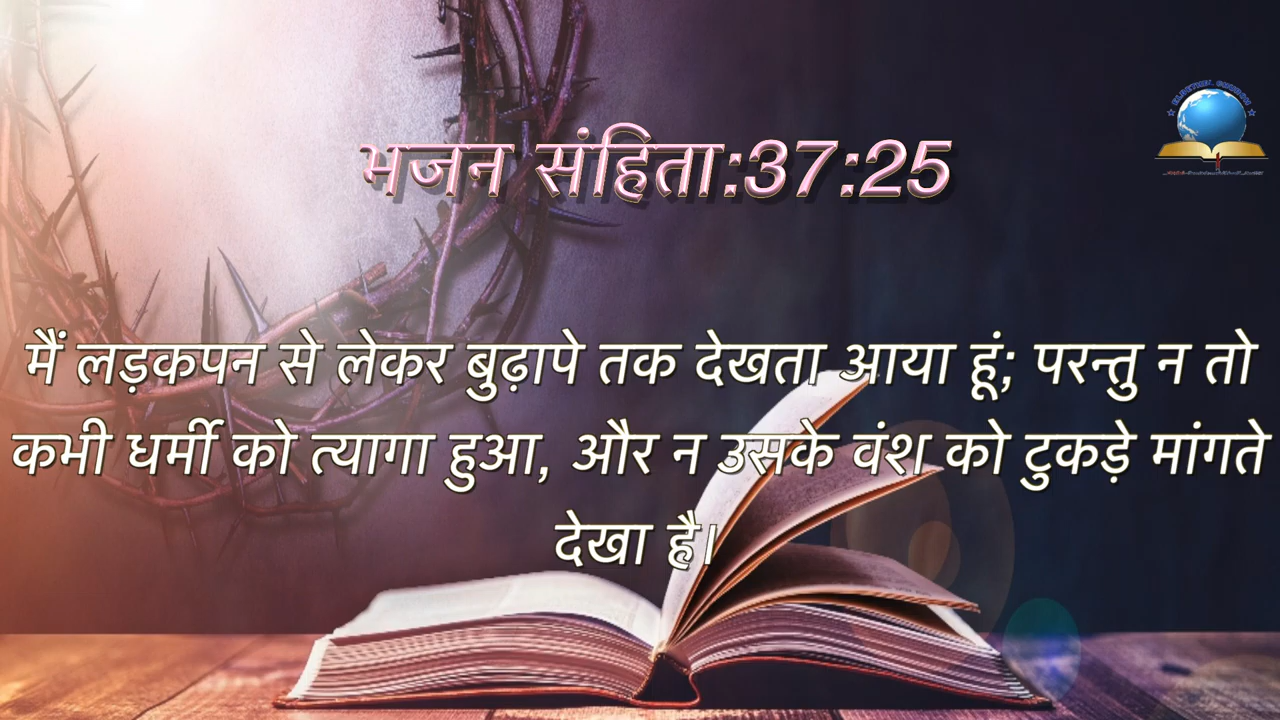 भजन संहिता:37:25
मैं लड़कपन से लेकर बुढ़ापे तक देखता आया हूं; परन्तु न तो
कभी धर्मी को त्यागा हुआ, और न उसके वंश को टुकड़े मांगते
देखा है।